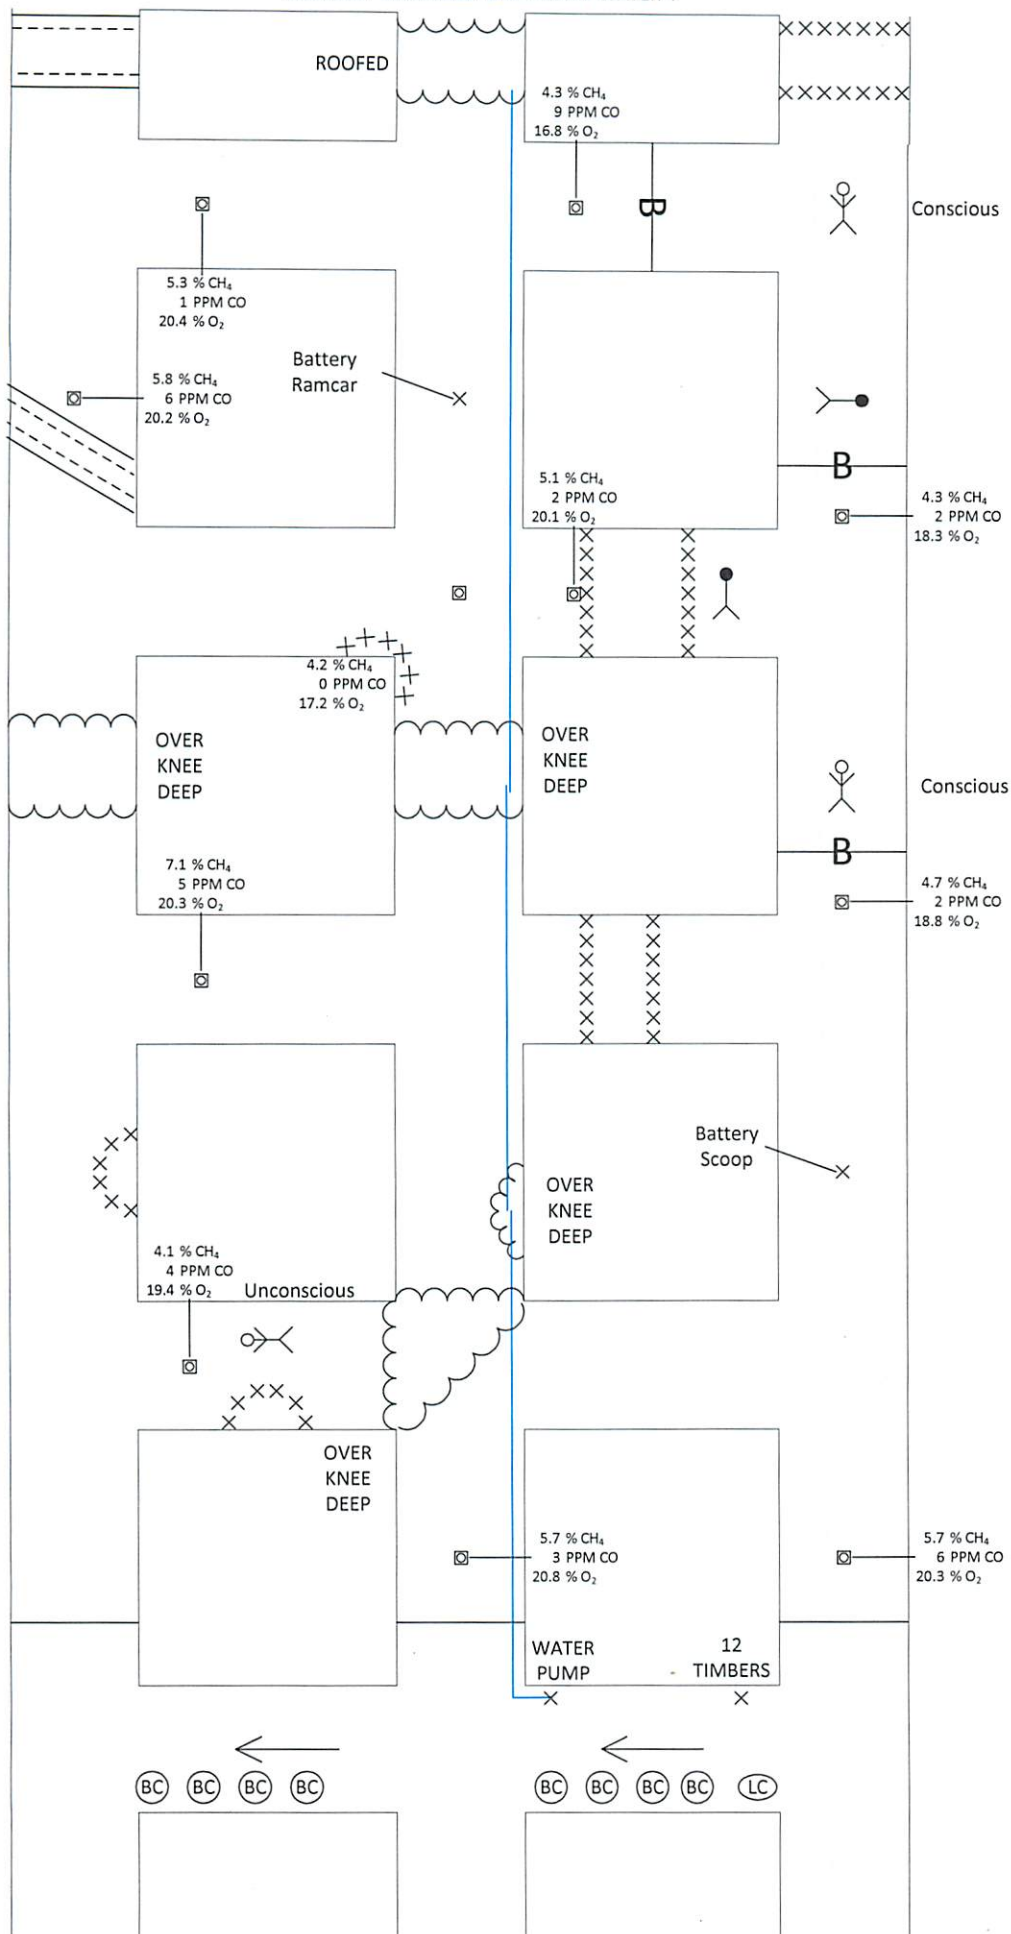 ROOFED
4.3 % CH₄
9 PPM CO
16.8 % O₂
B
Conscious
5.3 % CH₄
1 PPM CO
20.4 % O₂
Battery
Ramcar
5.8 % CH₄
6 PPM CO
20.2 % O₂
B
5.1 % CH₄
2 PPM CO
20.1 % O₂
4.3 % CH₄
2 PPM CO
18.3 % O₂
4.2 % CH₄
0 PPM CO
17.2 % O₂
OVER
KNEE
DEEP
OVER
KNEE
DEEP
Conscious
B
7.1 % CH₄
5 PPM CO
20.3 % O₂
4.7 % CH₄
2 PPM CO
18.8 % O₂
Battery
Scoop
OVER
KNEE
DEEP
4.1 % CH₄
4 PPM CO
19.4 % O₂
Unconscious
OVER
KNEE
DEEP
5.7 % CH₄
3 PPM CO
20.8 % O₂
5.7 % CH₄
6 PPM CO
20.3 % O₂
WATER
PUMP
12
TIMBERS
BC BC BC BC BC BC BC BC LC